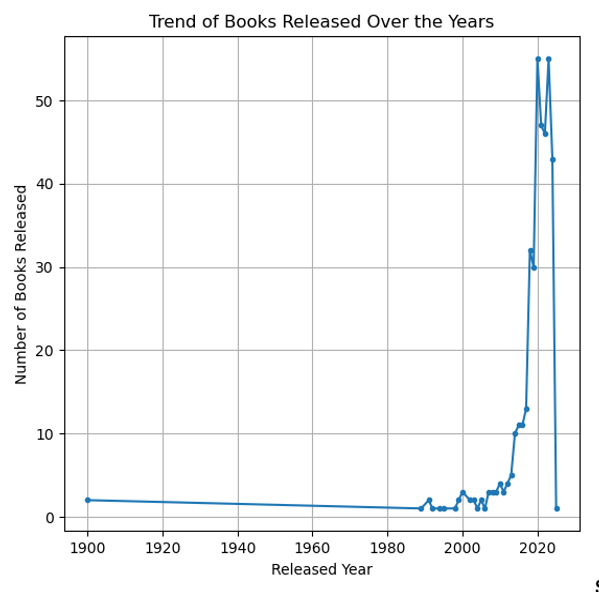 Trend of Books Released Over the Years
Number of Books Released
50
40
30
20
10
0
1900 1920 1940 1960 1980 2000 2020
Released Year